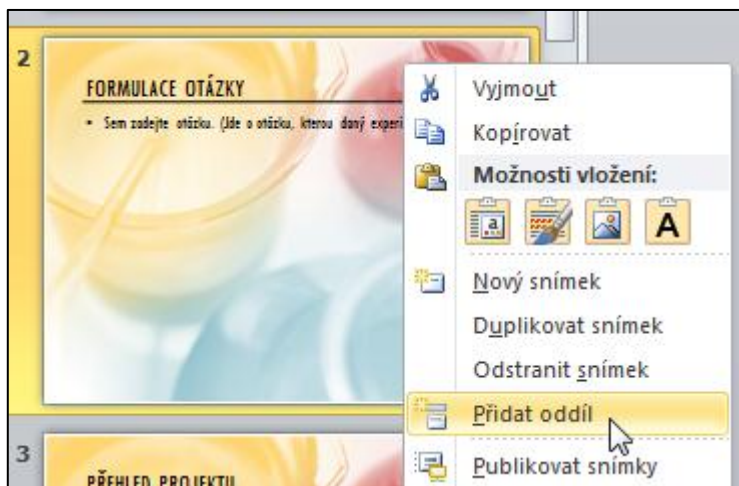 2
FORMULACE OTÁZKY
• Sem zadejte otázku. (Jde o otázku, kterou daný experi
Vyjmout
Kopírovat
Možnosti vložení:
a
A
Nový snímek
Duplikovat snímek
Odstranit snímek
Přidat oddíl
Publikovat snímky
3
PŘEHLED PROJEKTU